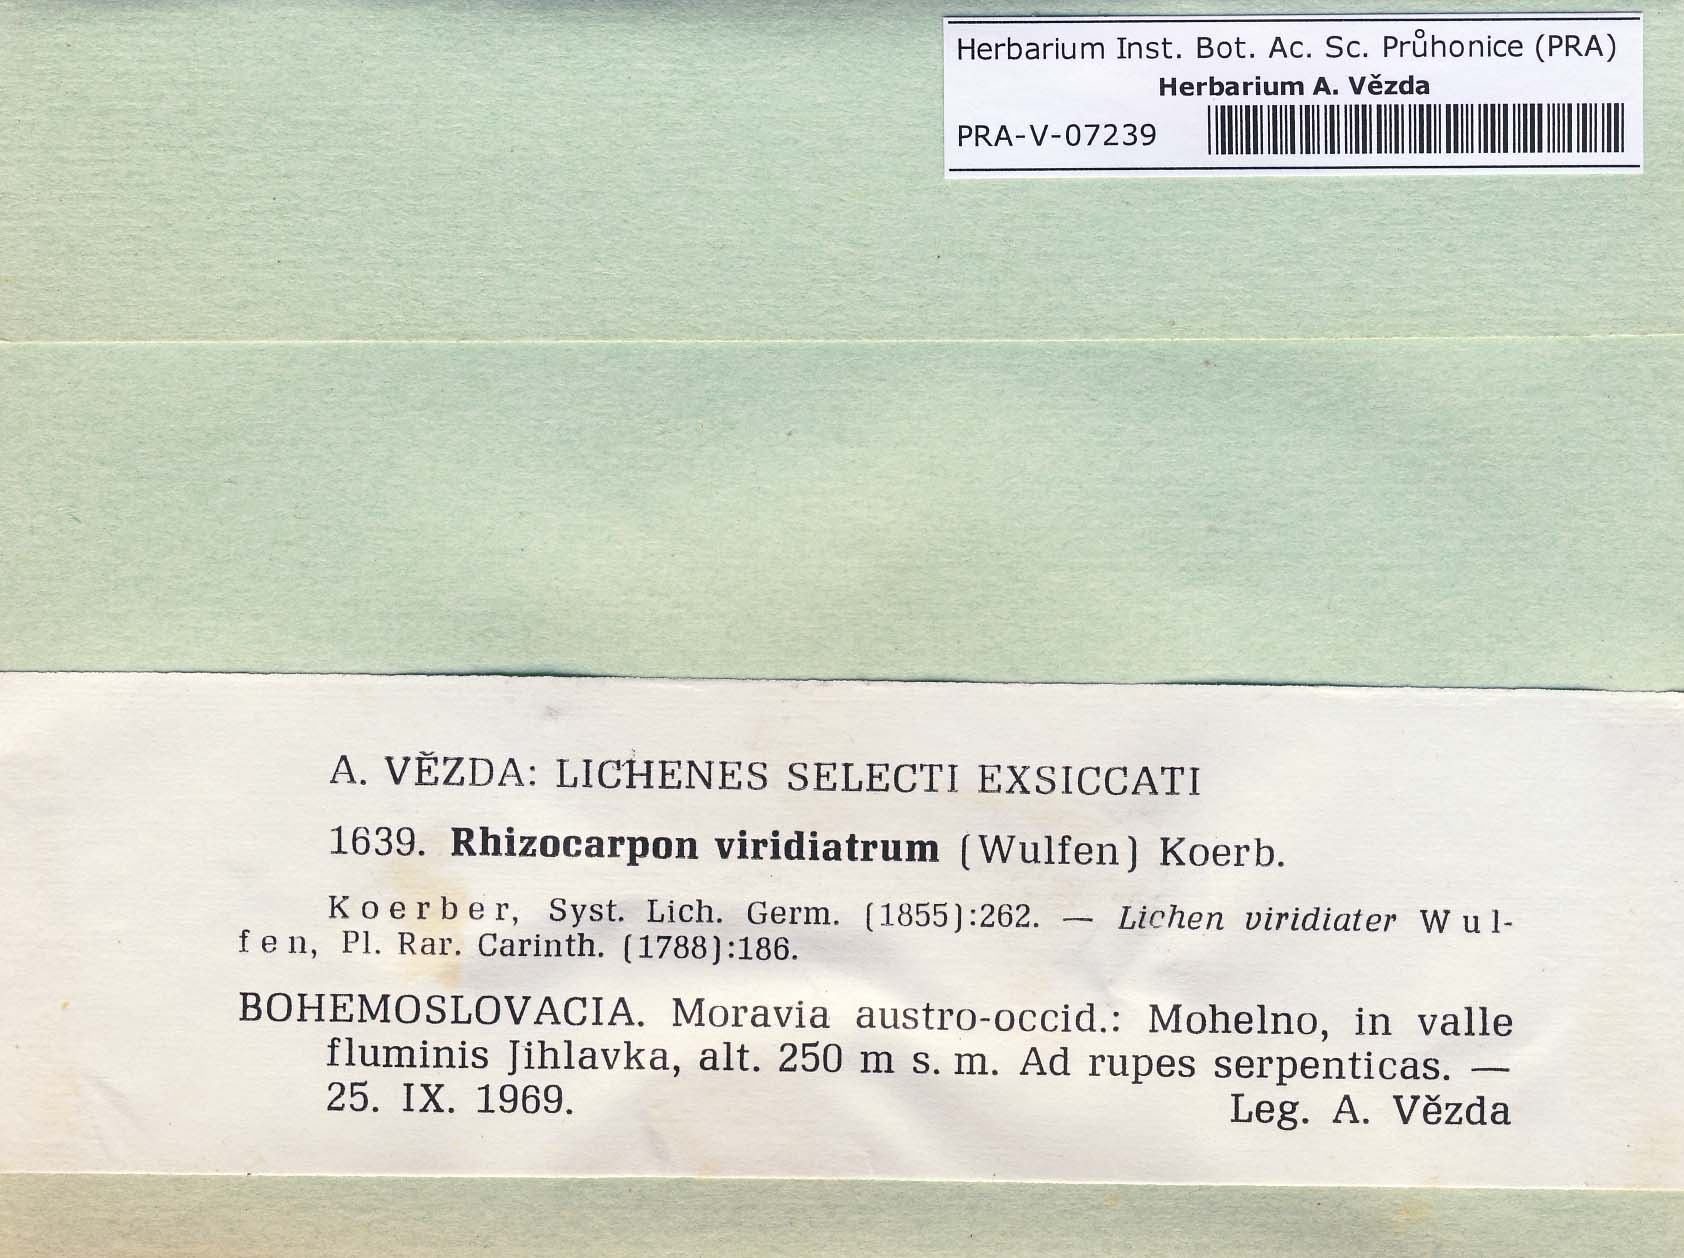 Herbarium Inst. Bot. Ac. Sc. Průhonice (PRA)
Herbarium A. Vězda
PRA-V-07239
A. VĚZDA: LICHENES SELECTI EXSICCATI
1639. Rhizocarpon viridiatrum (Wulfen) Koerb.
Koerber, Syst. Lich. Germ. (1855):262. — Lichen viridiater Wul-
fen, Pl. Rar. Carinth. (1788):186.
BOHEMOSLOVACIA. Moravia austro-occid.: Mohelno, in valle
fluminis Jihlavka, alt. 250 m s. m. Ad rupes serpenticas. —
25. IX. 1969. Leg. A. Vězda